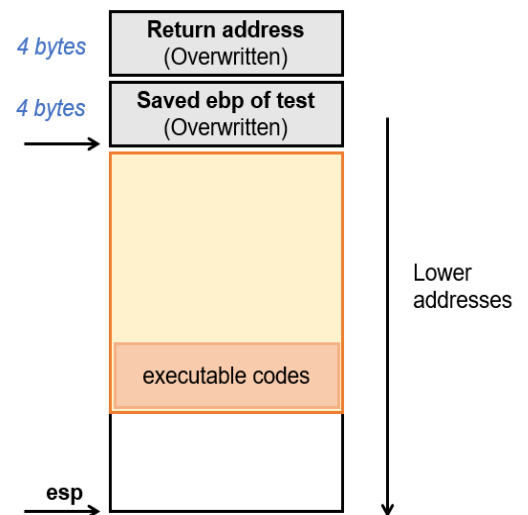 Return address
4 bytes
(Overwritten)
Saved ebp of test
4 bytes
(Overwritten)
Lower
addresses
executable codes
esp